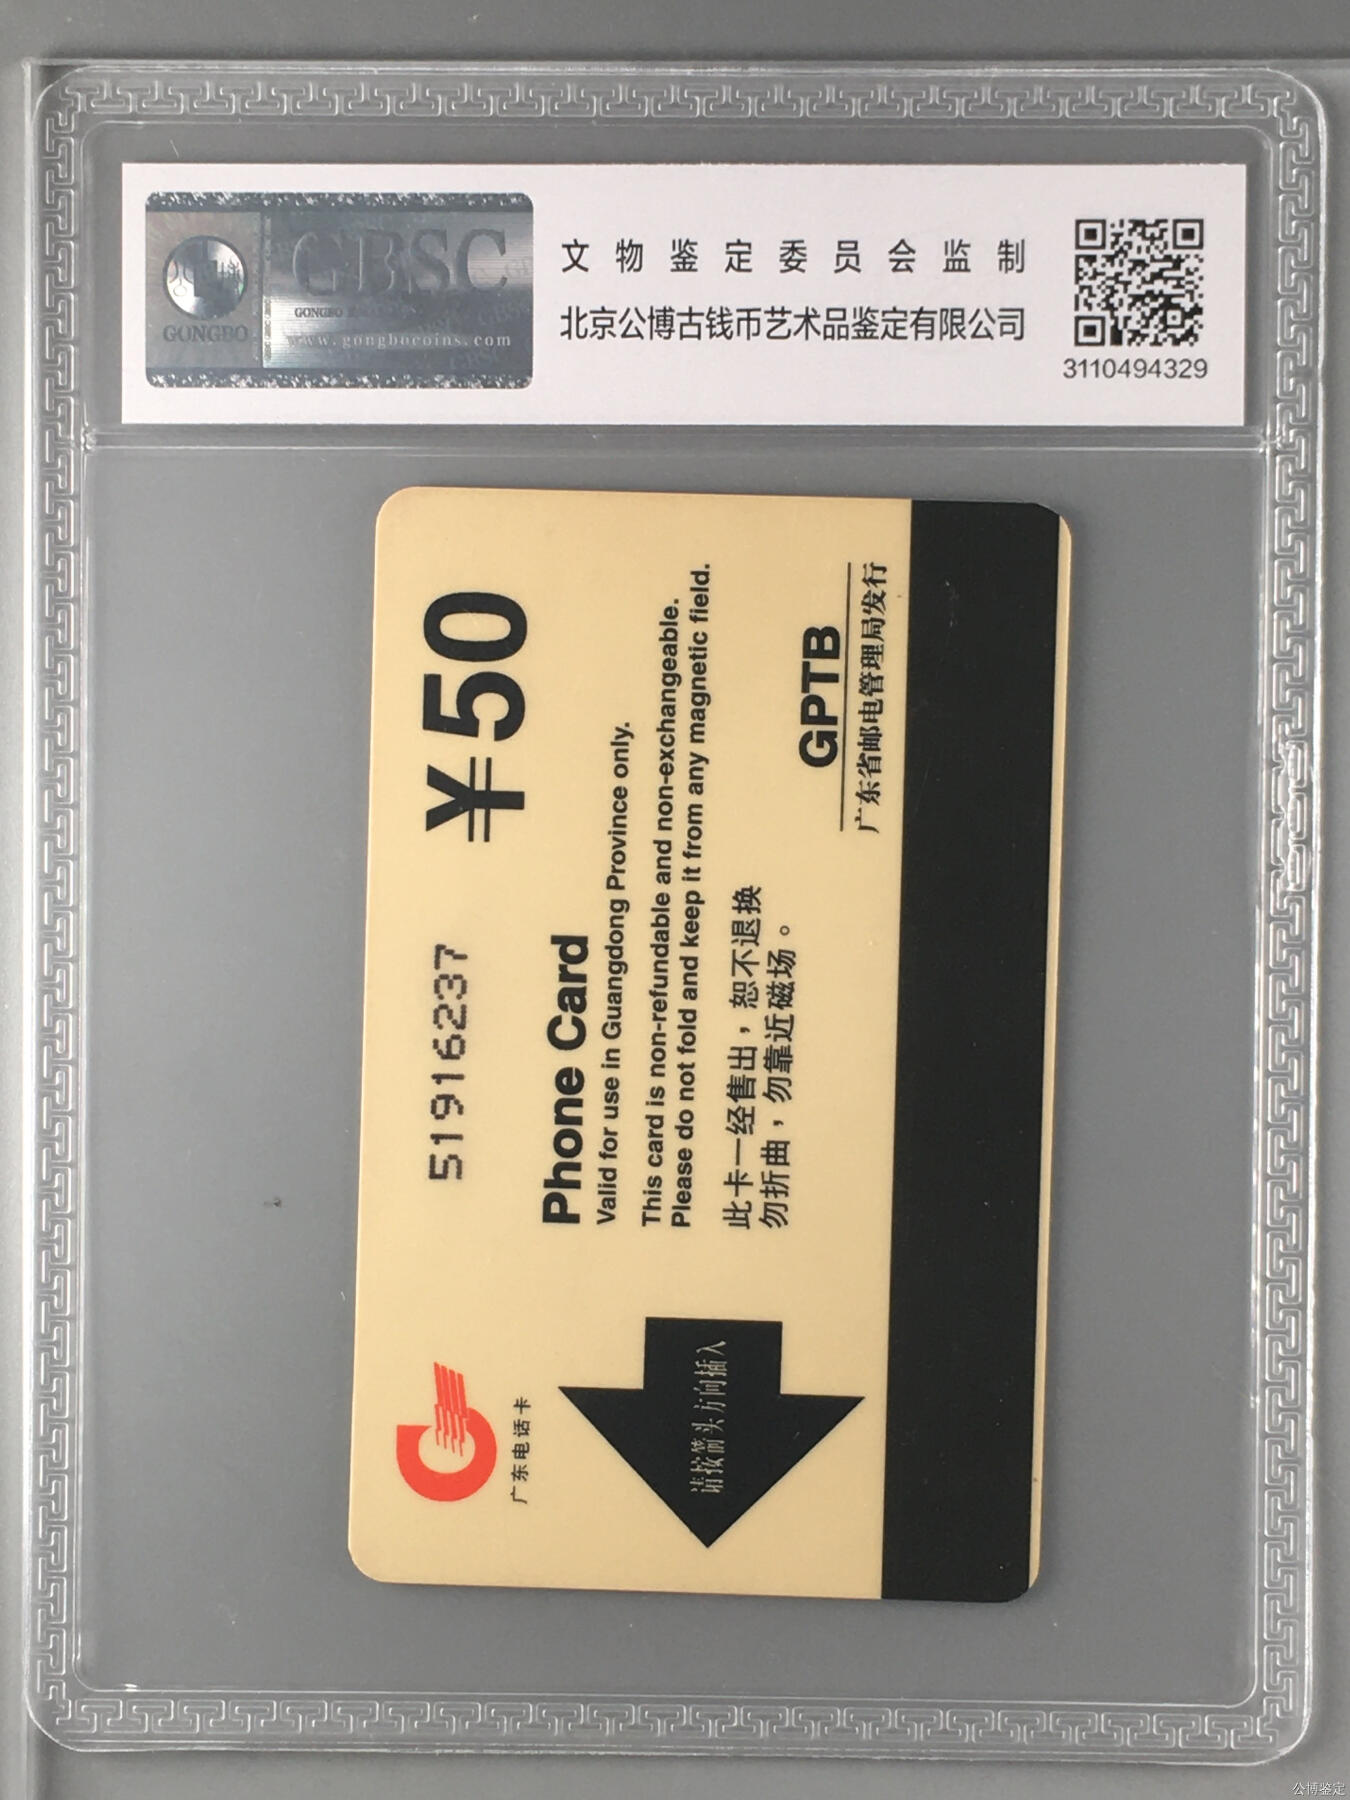 GBSC
GONGBO
www.gongbocoins.com
文物鉴定委员会监制
北京公博古钱币艺术品鉴定有限公司
3110494329
51916237
¥50
广东电话卡
Phone Card
Valid for use in Guangdong Province only.
This card is non-refundable and non-exchangeable.
Please do not fold and keep it from any magnetic field.
此卡一经售出，恕不退换
勿折曲，勿靠近磁场。
请按箭头方向插入
GPTB
广东省邮电管理局发行
公博鉴定